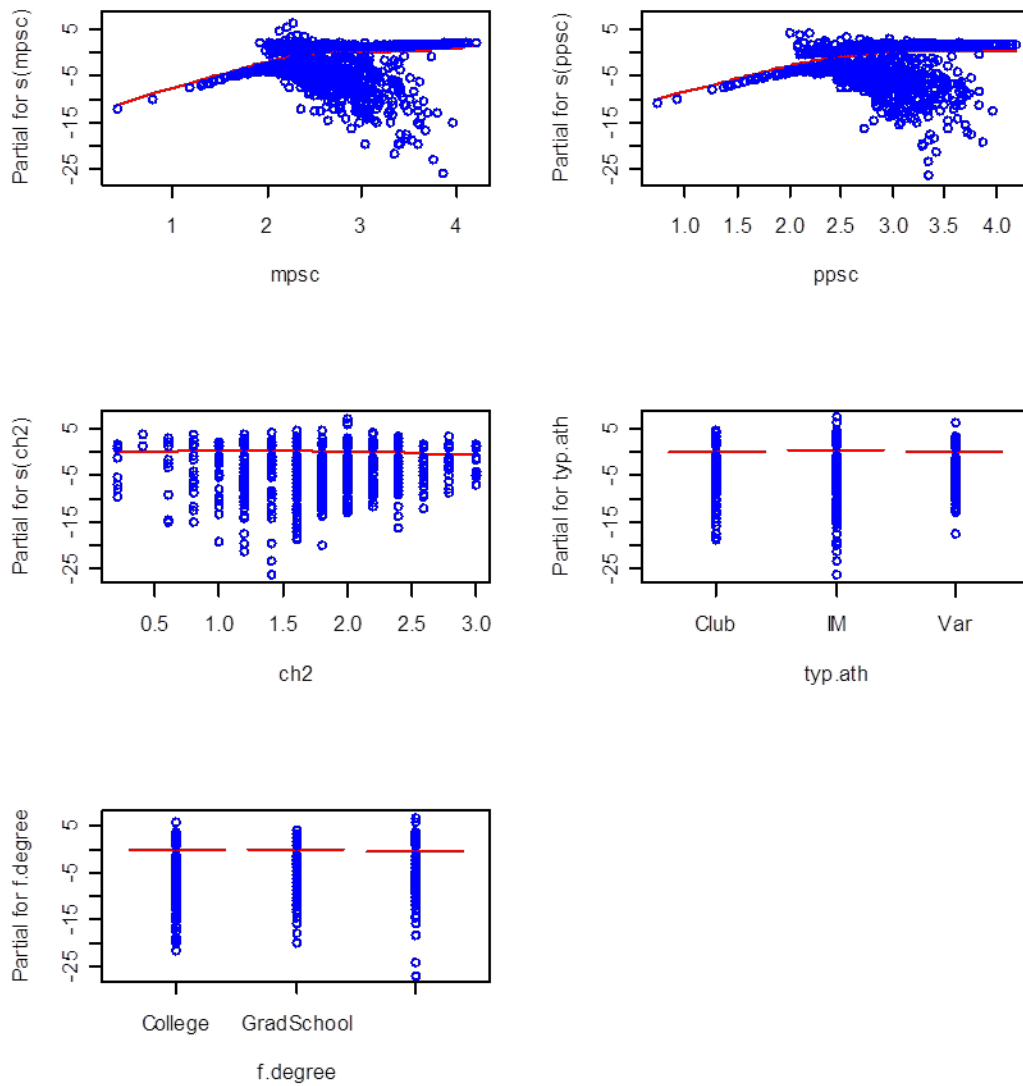 Partial for s(mpsc)
5
-5
-15
-25
1 2 3 4
mpsc
Partial for s(ppsc)
5
-5
-15
-25
1.0 1.5 2.0 2.5 3.0 3.5 4.0
ppsc
Partial for s(ch2)
5
-5
-15
-25
0.5 1.0 1.5 2.0 2.5 3.0
ch2
Partial for typ.ath
5
-5
-15
-25
Club IM Var
typ.ath
Partial for f.degree
5
-5
-15
-25
College GradSchool
f.degree